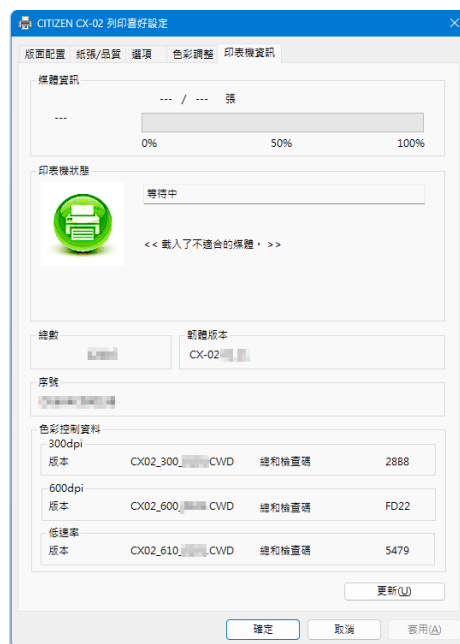 CITIZEN CX-02 列印喜好設定
版面配置 紙張/品質 選項 色彩調整 印表機資訊
媒體資訊
--- / --- 張
---
0% 50% 100%
印表機狀態
等待中
<< 載入了不適合的媒體。 >>
總數 韌體版本
CX-02
序號
色彩控制資料
300dpi
版本 CX02_300_ .CWD 總和檢查碼 28B8
600dpi
版本 CX02_600_ .CWD 總和檢查碼 FD22
低速率
版本 CX02_610_ .CWD 總和檢查碼 5479
更新(U)
確定 取消 套用(A)